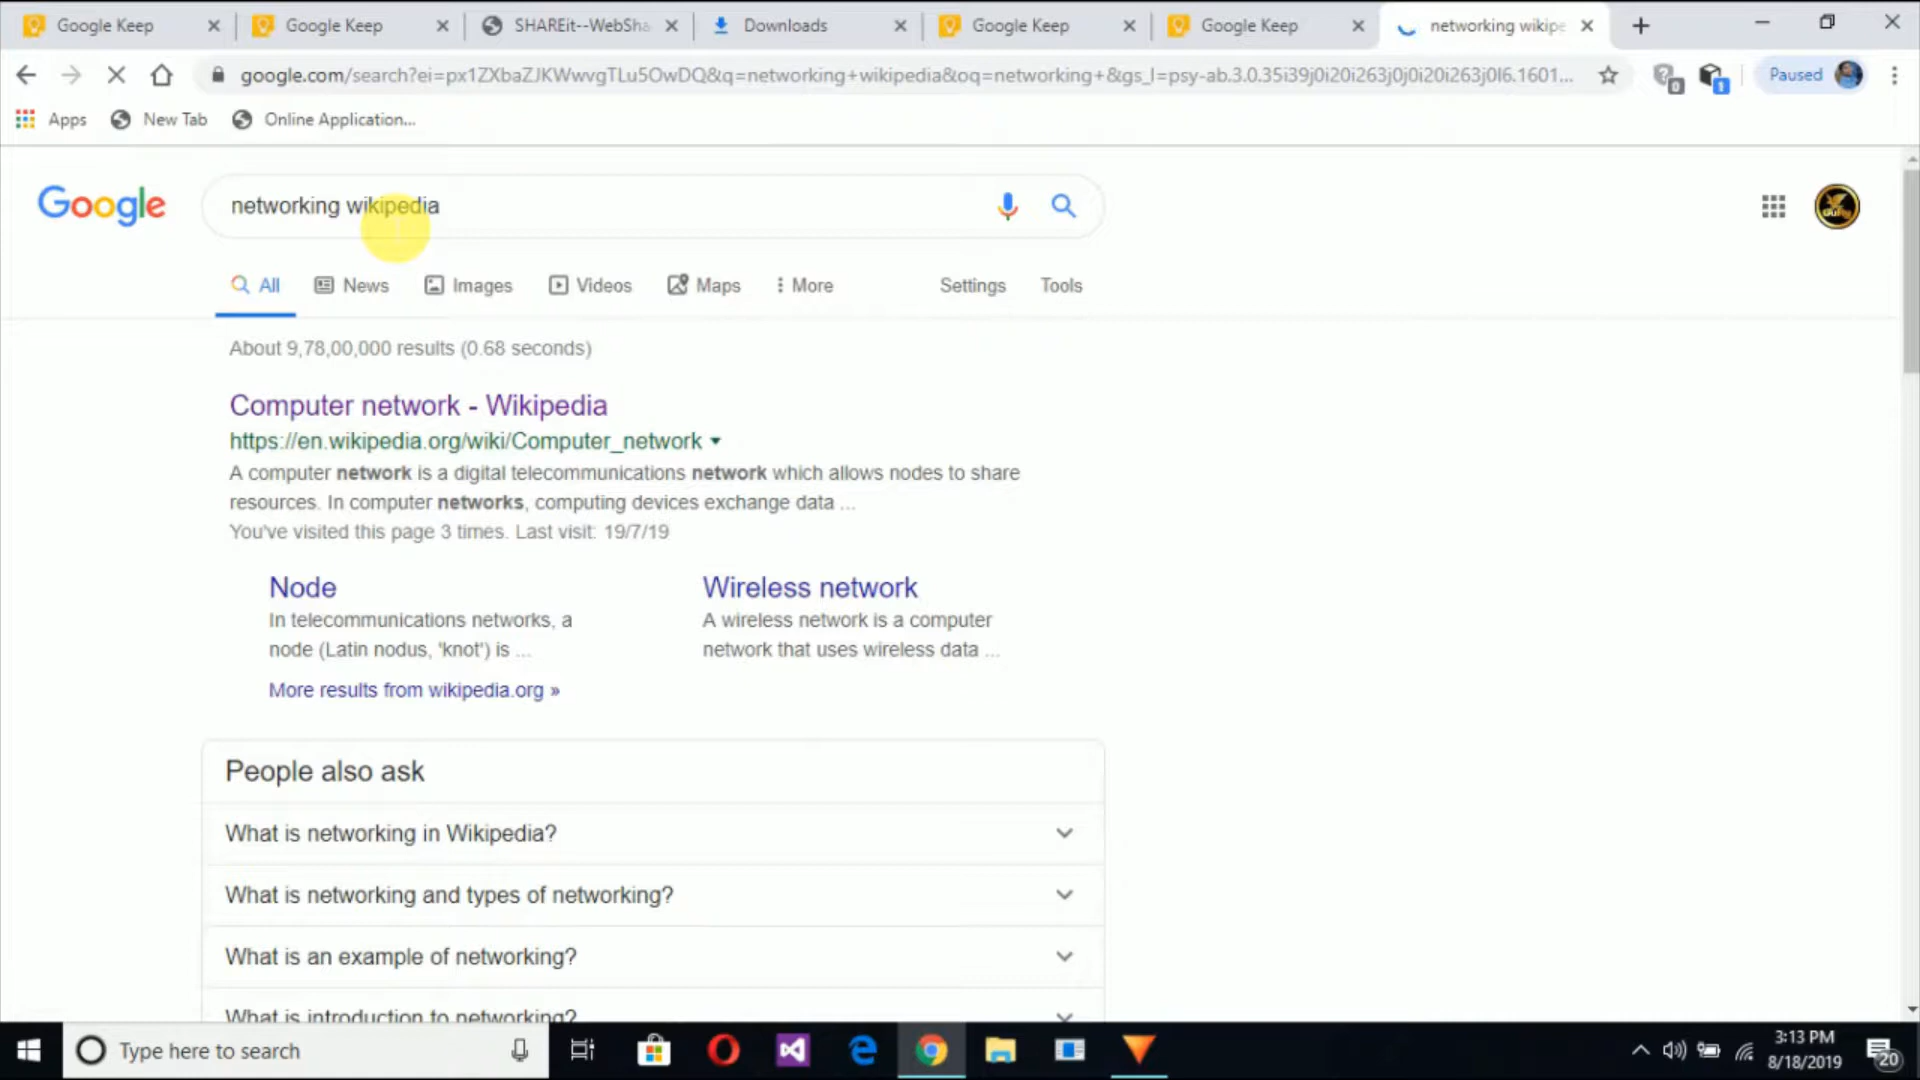 Google Keep
Google Keep
SHAREit--WebSha
Downloads
Google Keep
Google Keep
networking wikipe
google.com/search?ei=px1ZXbaZJKWwvgTLu5OwDQ&q=networking+wikipedia&oq=networking+&gs_l=psy-ab.3.0.35i39j0i20i263j0j0i20i263j0l6.1601...
0
1
Paused
Apps
New Tab
Online Application...
Google
networking wikipedia
All
News
Images
Videos
Maps
More
Settings
Tools
About 9,78,00,000 results (0.68 seconds)
Computer network - Wikipedia
https://en.wikipedia.org/wiki/Computer_network
A computer network is a digital telecommunications network which allows nodes to share
resources. In computer networks, computing devices exchange data ...
You've visited this page 3 times. Last visit: 19/7/19
Node
In telecommunications networks, a
node (Latin nodus, 'knot') is ...
Wireless network
A wireless network is a computer
network that uses wireless data ...
More results from wikipedia.org »
People also ask
What is networking in Wikipedia?
What is networking and types of networking?
What is an example of networking?
What is introduction to networking?
Type here to search
3:13 PM
8/18/2019
20